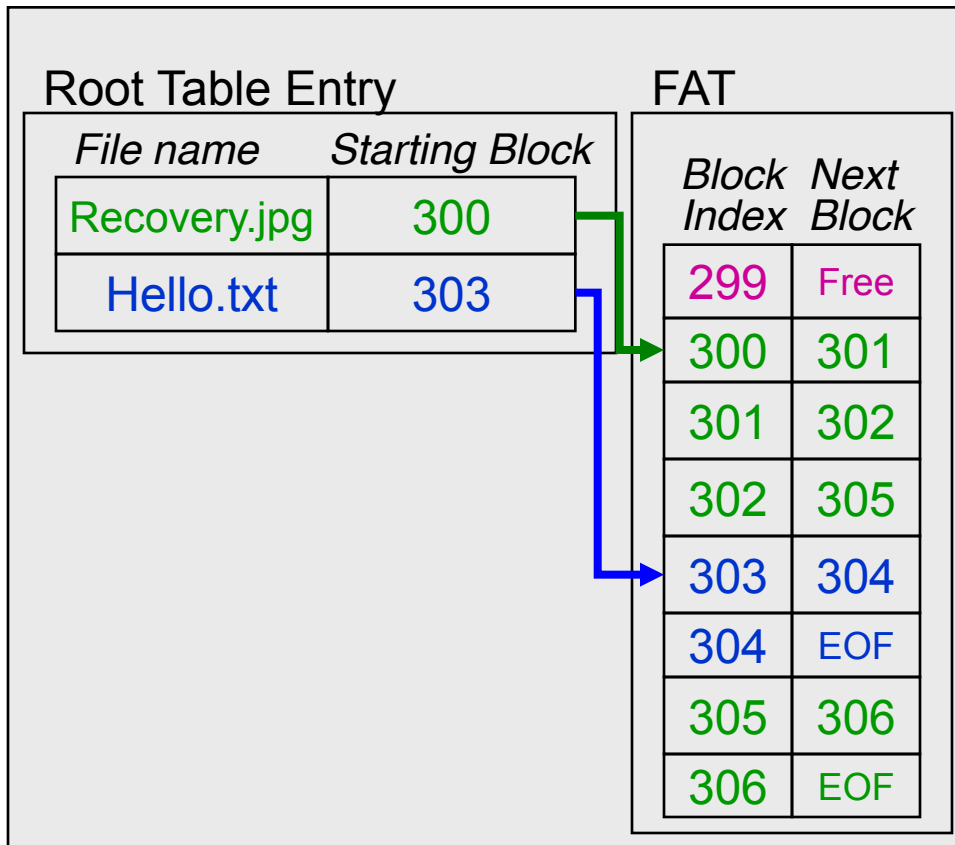 Root Table Entry
File name Starting Block
Recovery.jpg 300
Hello.txt 303
FAT
Block Next
Index Block
299 Free
300 301
301 302
302 305
303 304
304 EOF
305 306
306 EOF